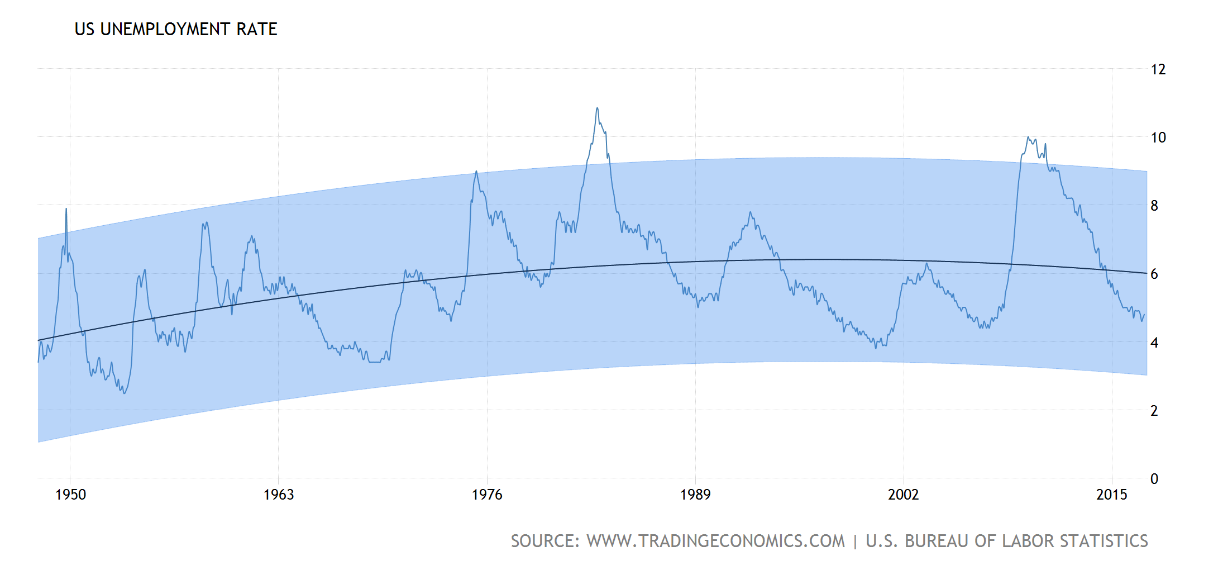 US UNEMPLOYMENT RATE
12
10
8
6
4
2
0
1950 1963 1976 1989 2002 2015
SOURCE: WWW.TRADINGECONOMICS.COM | U.S. BUREAU OF LABOR STATISTICS